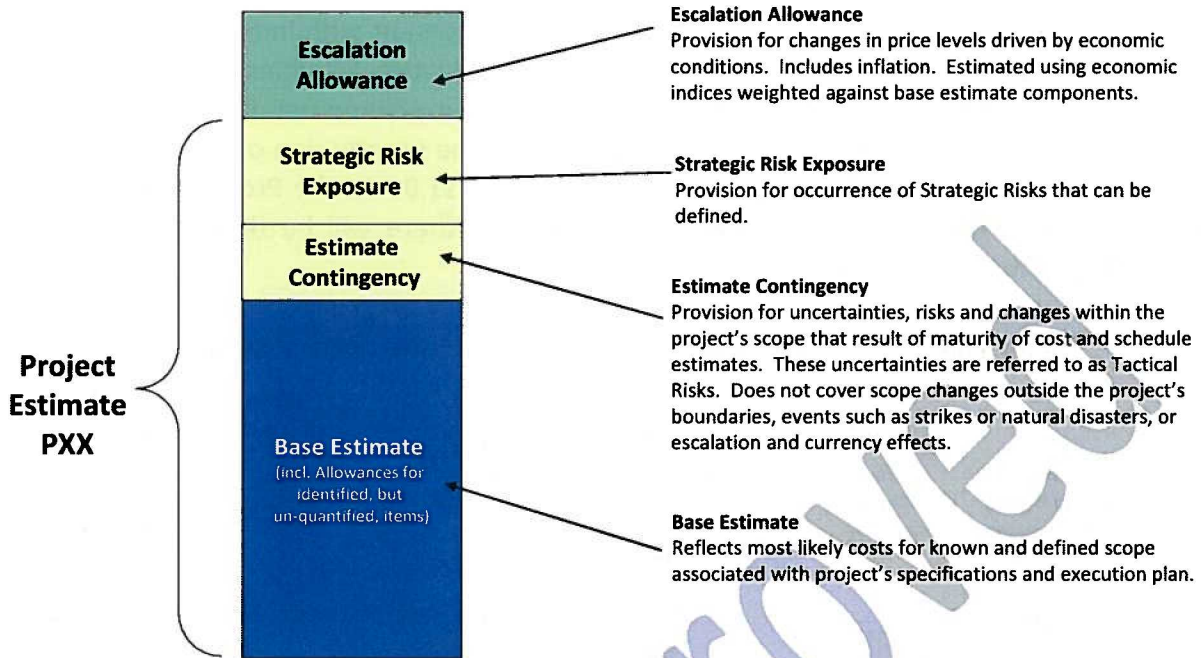 Escalation
Allowance
Strategic Risk
Exposure
Estimate
Contingency
Base Estimate
(incl. Allowances for
identified, but
un-quantified, items)
Project
Estimate
PXX
Escalation Allowance
Provision for changes in price levels driven by economic
conditions. Includes inflation. Estimated using economic
indices weighted against base estimate components.
Strategic Risk Exposure
Provision for occurrence of Strategic Risks that can be
defined.
Estimate Contingency
Provision for uncertainties, risks and changes within the
project's scope that result of maturity of cost and schedule
estimates. These uncertainties are referred to as Tactical
Risks. Does not cover scope changes outside the project's
boundaries, events such as strikes or natural disasters, or
escalation and currency effects.
Base Estimate
Reflects most likely costs for known and defined scope
associated with project's specifications and execution plan.